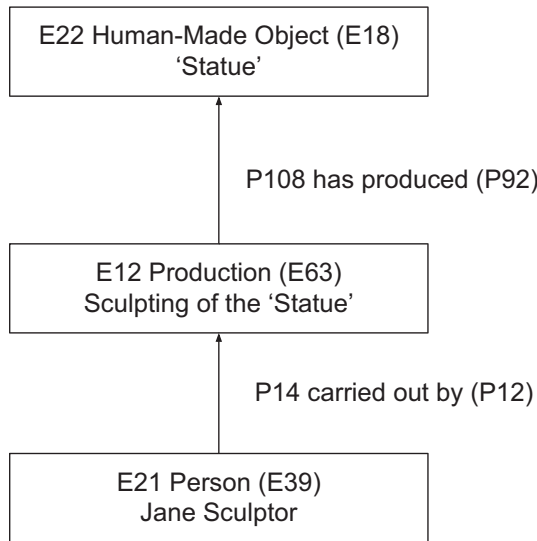 E22 Human-Made Object (E18)
‘Statue’
P108 has produced (P92)
E12 Production (E63)
Sculpting of the ‘Statue’
P14 carried out by (P12)
E21 Person (E39)
Jane Sculptor